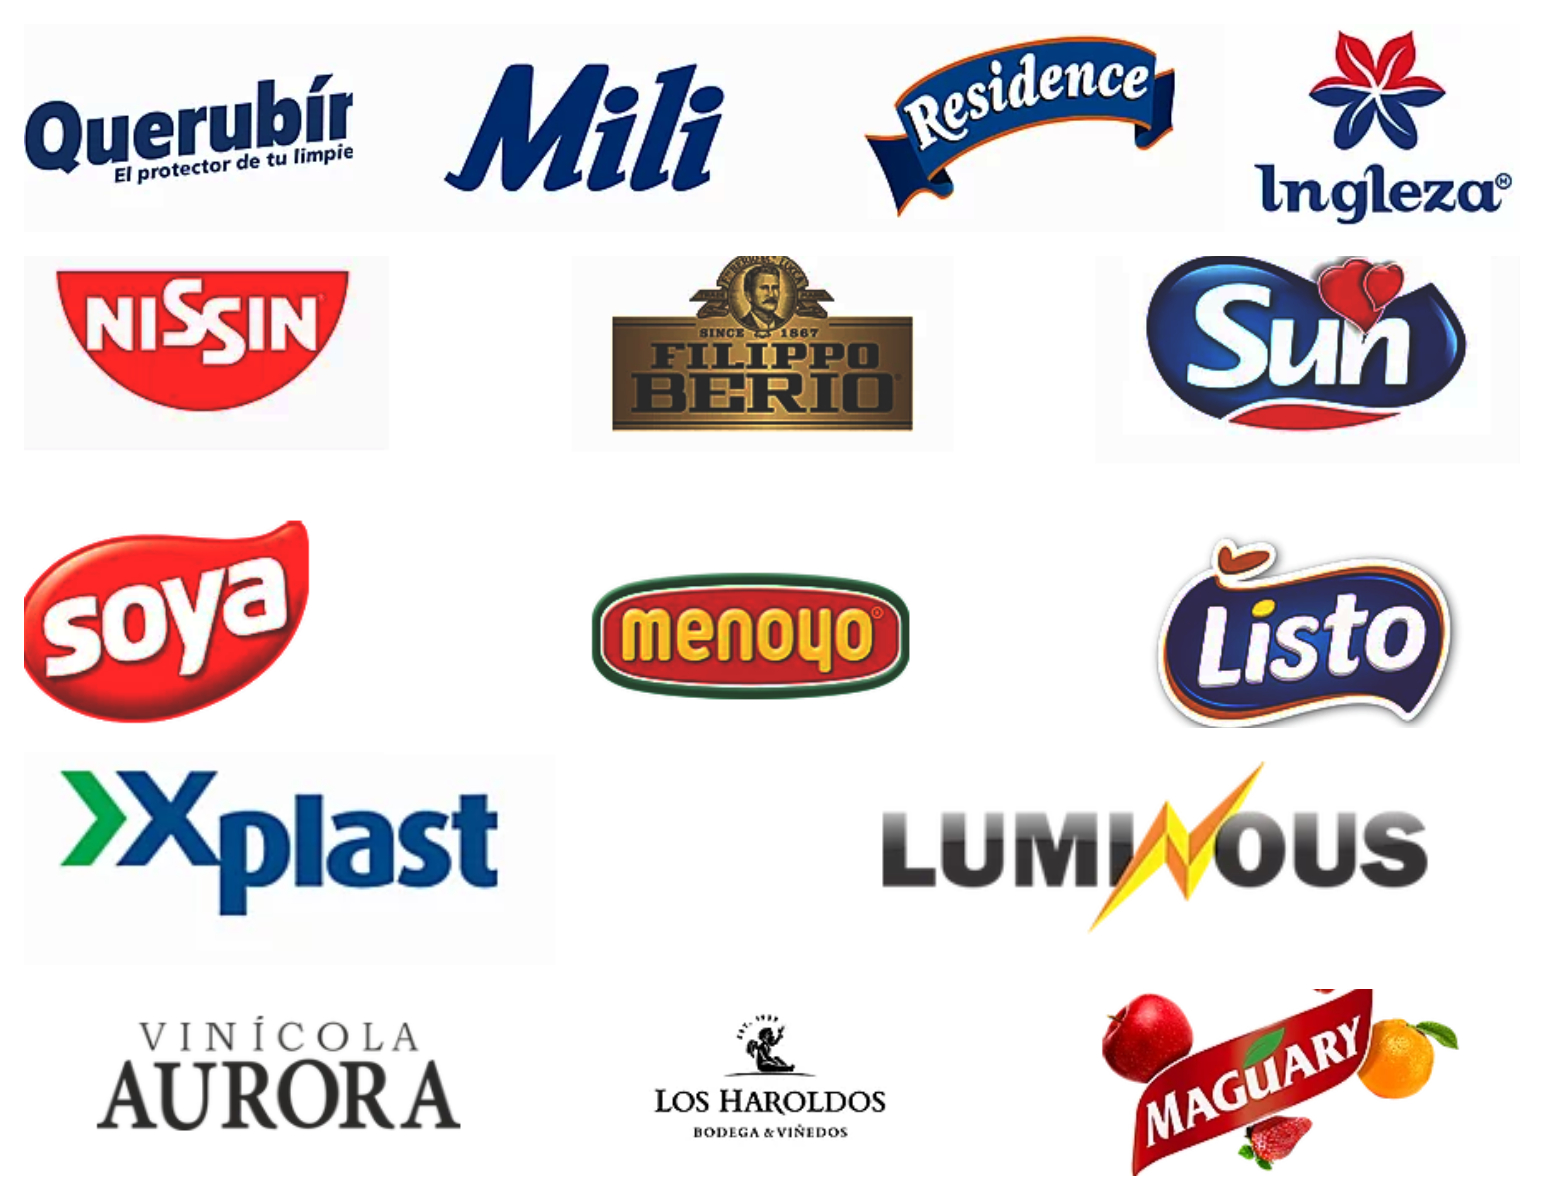 Querubín
El protector de tu limpie
Mili
Residence
Ingleza®
NISSIN
SINCE 1867
FILIPPO
BERIO
Sun
soya
menoyo®
Listo
Xplast
LUMINOUS
VINÍCOLA
AURORA
LOS HAROLDOS
BODEGA & VIÑEDOS
MAGUARY